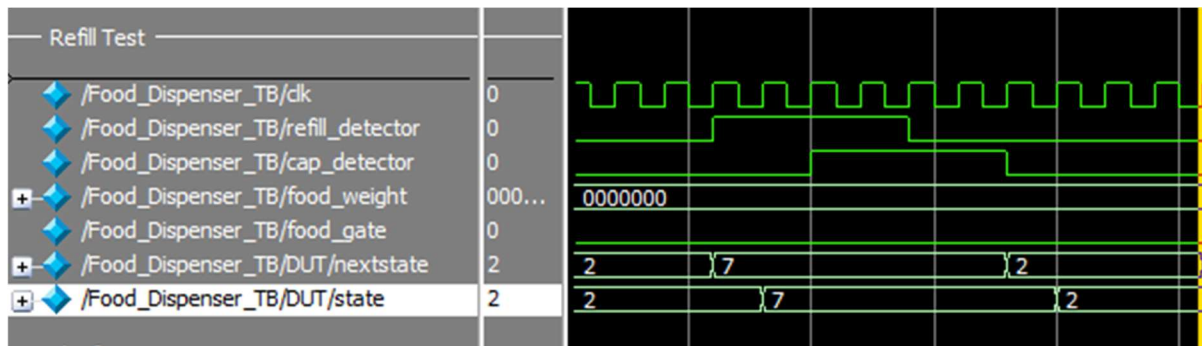 Refill Test
/Food_Dispenser_TB/clk 0
/Food_Dispenser_TB/refill_detector 0
/Food_Dispenser_TB/cap_detector 0
/Food_Dispenser_TB/food_weight 000... 0000000
/Food_Dispenser_TB/food_gate 0
/Food_Dispenser_TB/DUT/nextstate 2 2 7 2
/Food_Dispenser_TB/DUT/state 2 2 7 2